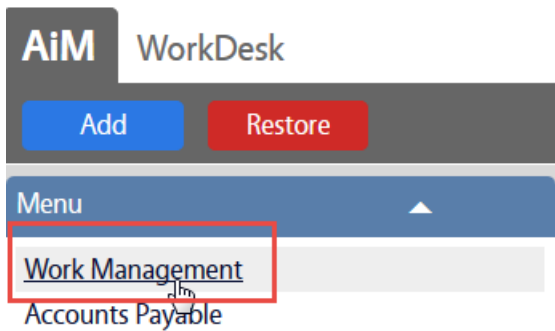 AiM WorkDesk
Add Restore
Menu
Work Management
Accounts Payable